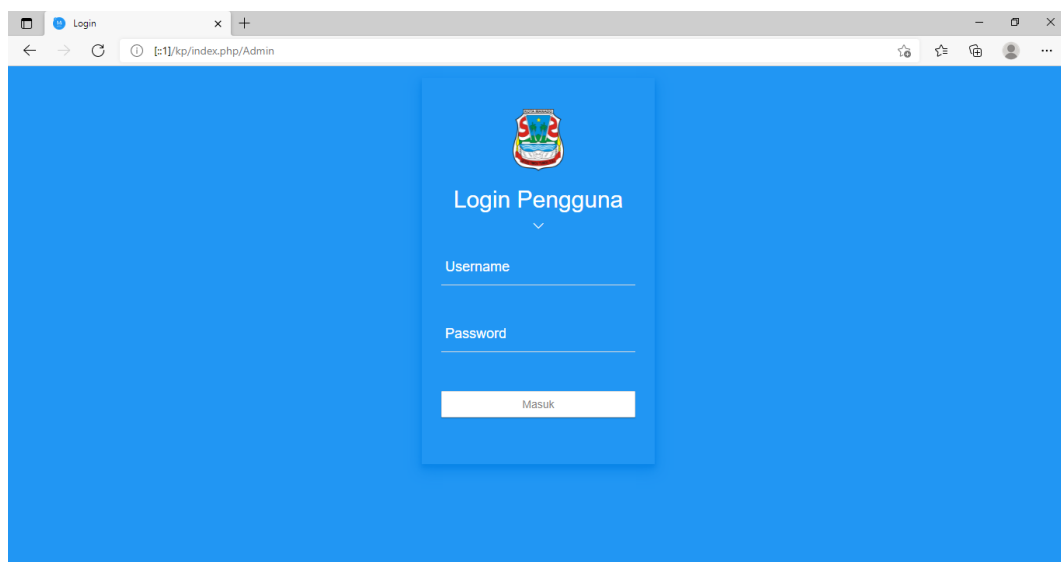 Login
[::1]/kp/index.php/Admin
Login Pengguna
Username
Password
Masuk